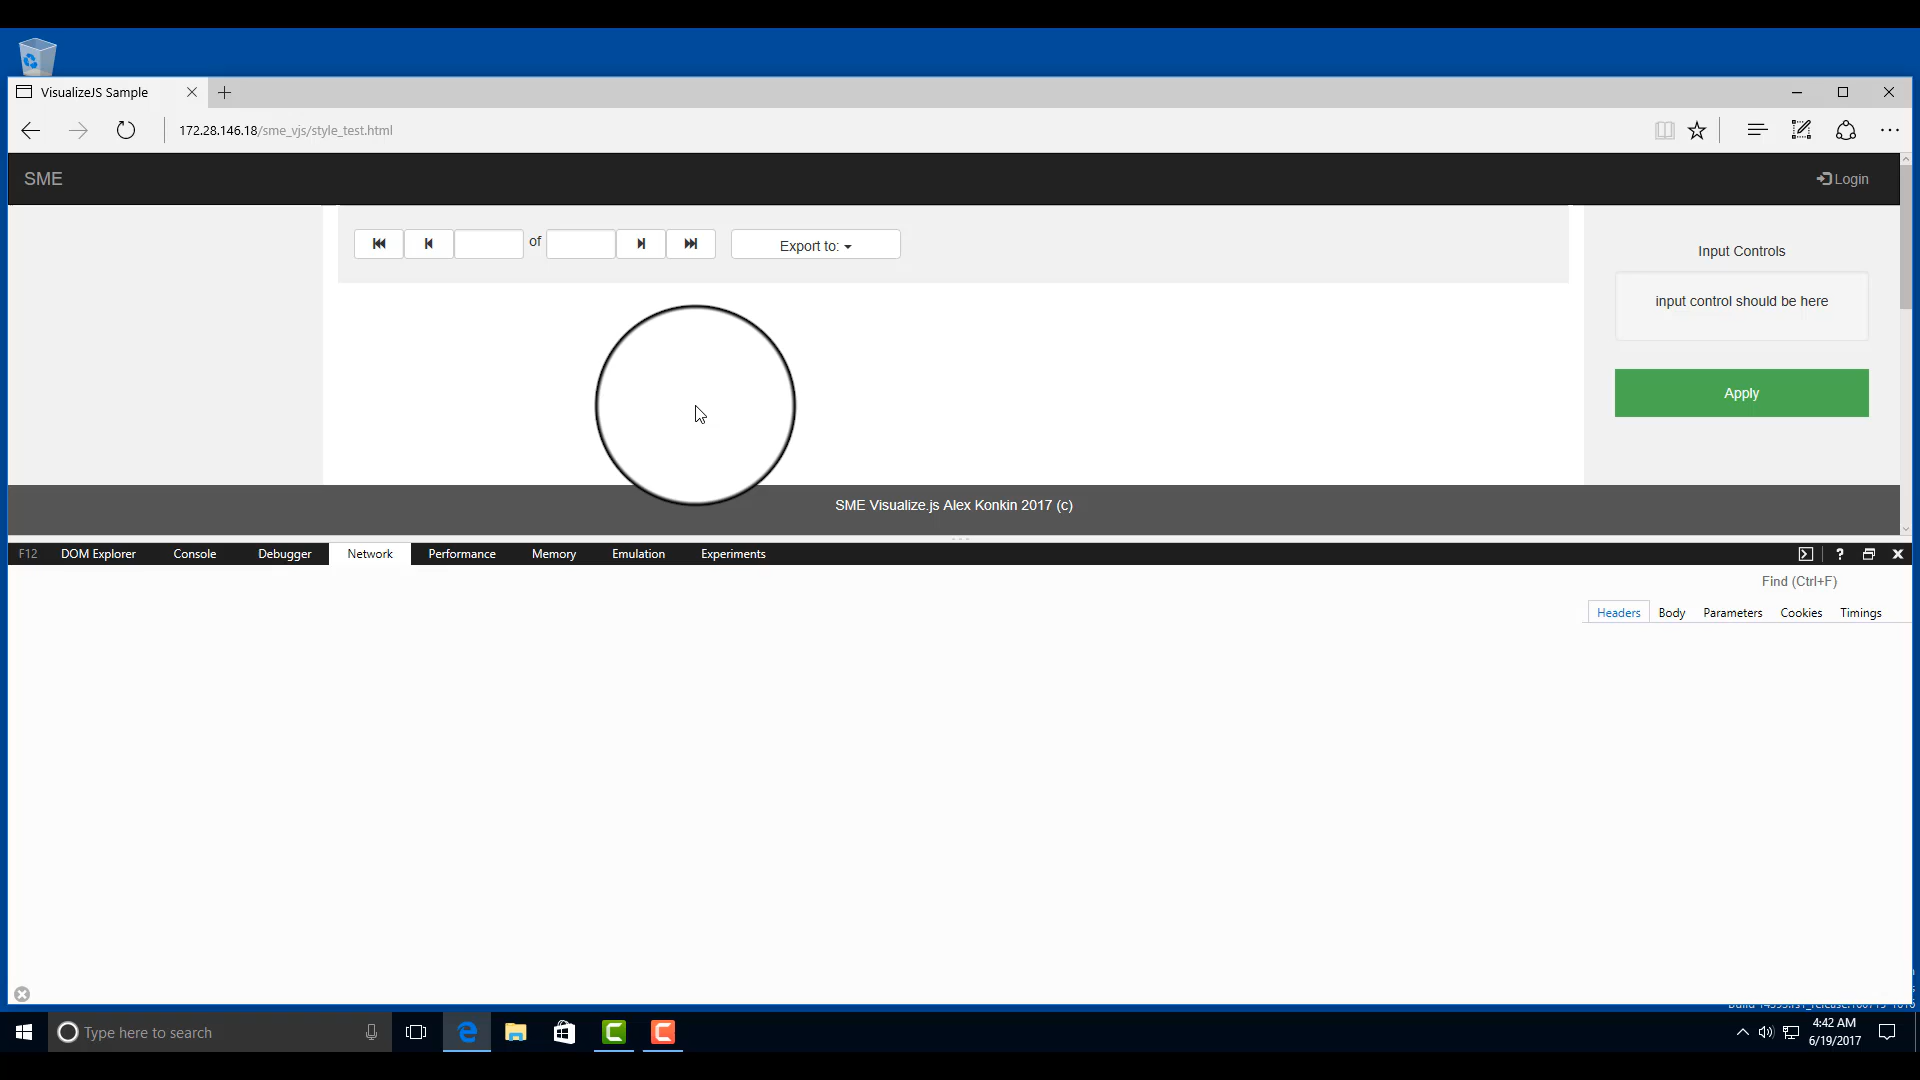 VisualizeJS Sample
172.28.146.18/sme_vjs/style_test.html
SME
Login
of
Export to:
Input Controls
input control should be here
Apply
SME Visualize.js Alex Konkin 2017 (c)
F12 DOM Explorer Console Debugger Network Performance Memory Emulation Experiments
?
Find (Ctrl+F)
Headers Body Parameters Cookies Timings
Type here to search
4:42 AM
6/19/2017